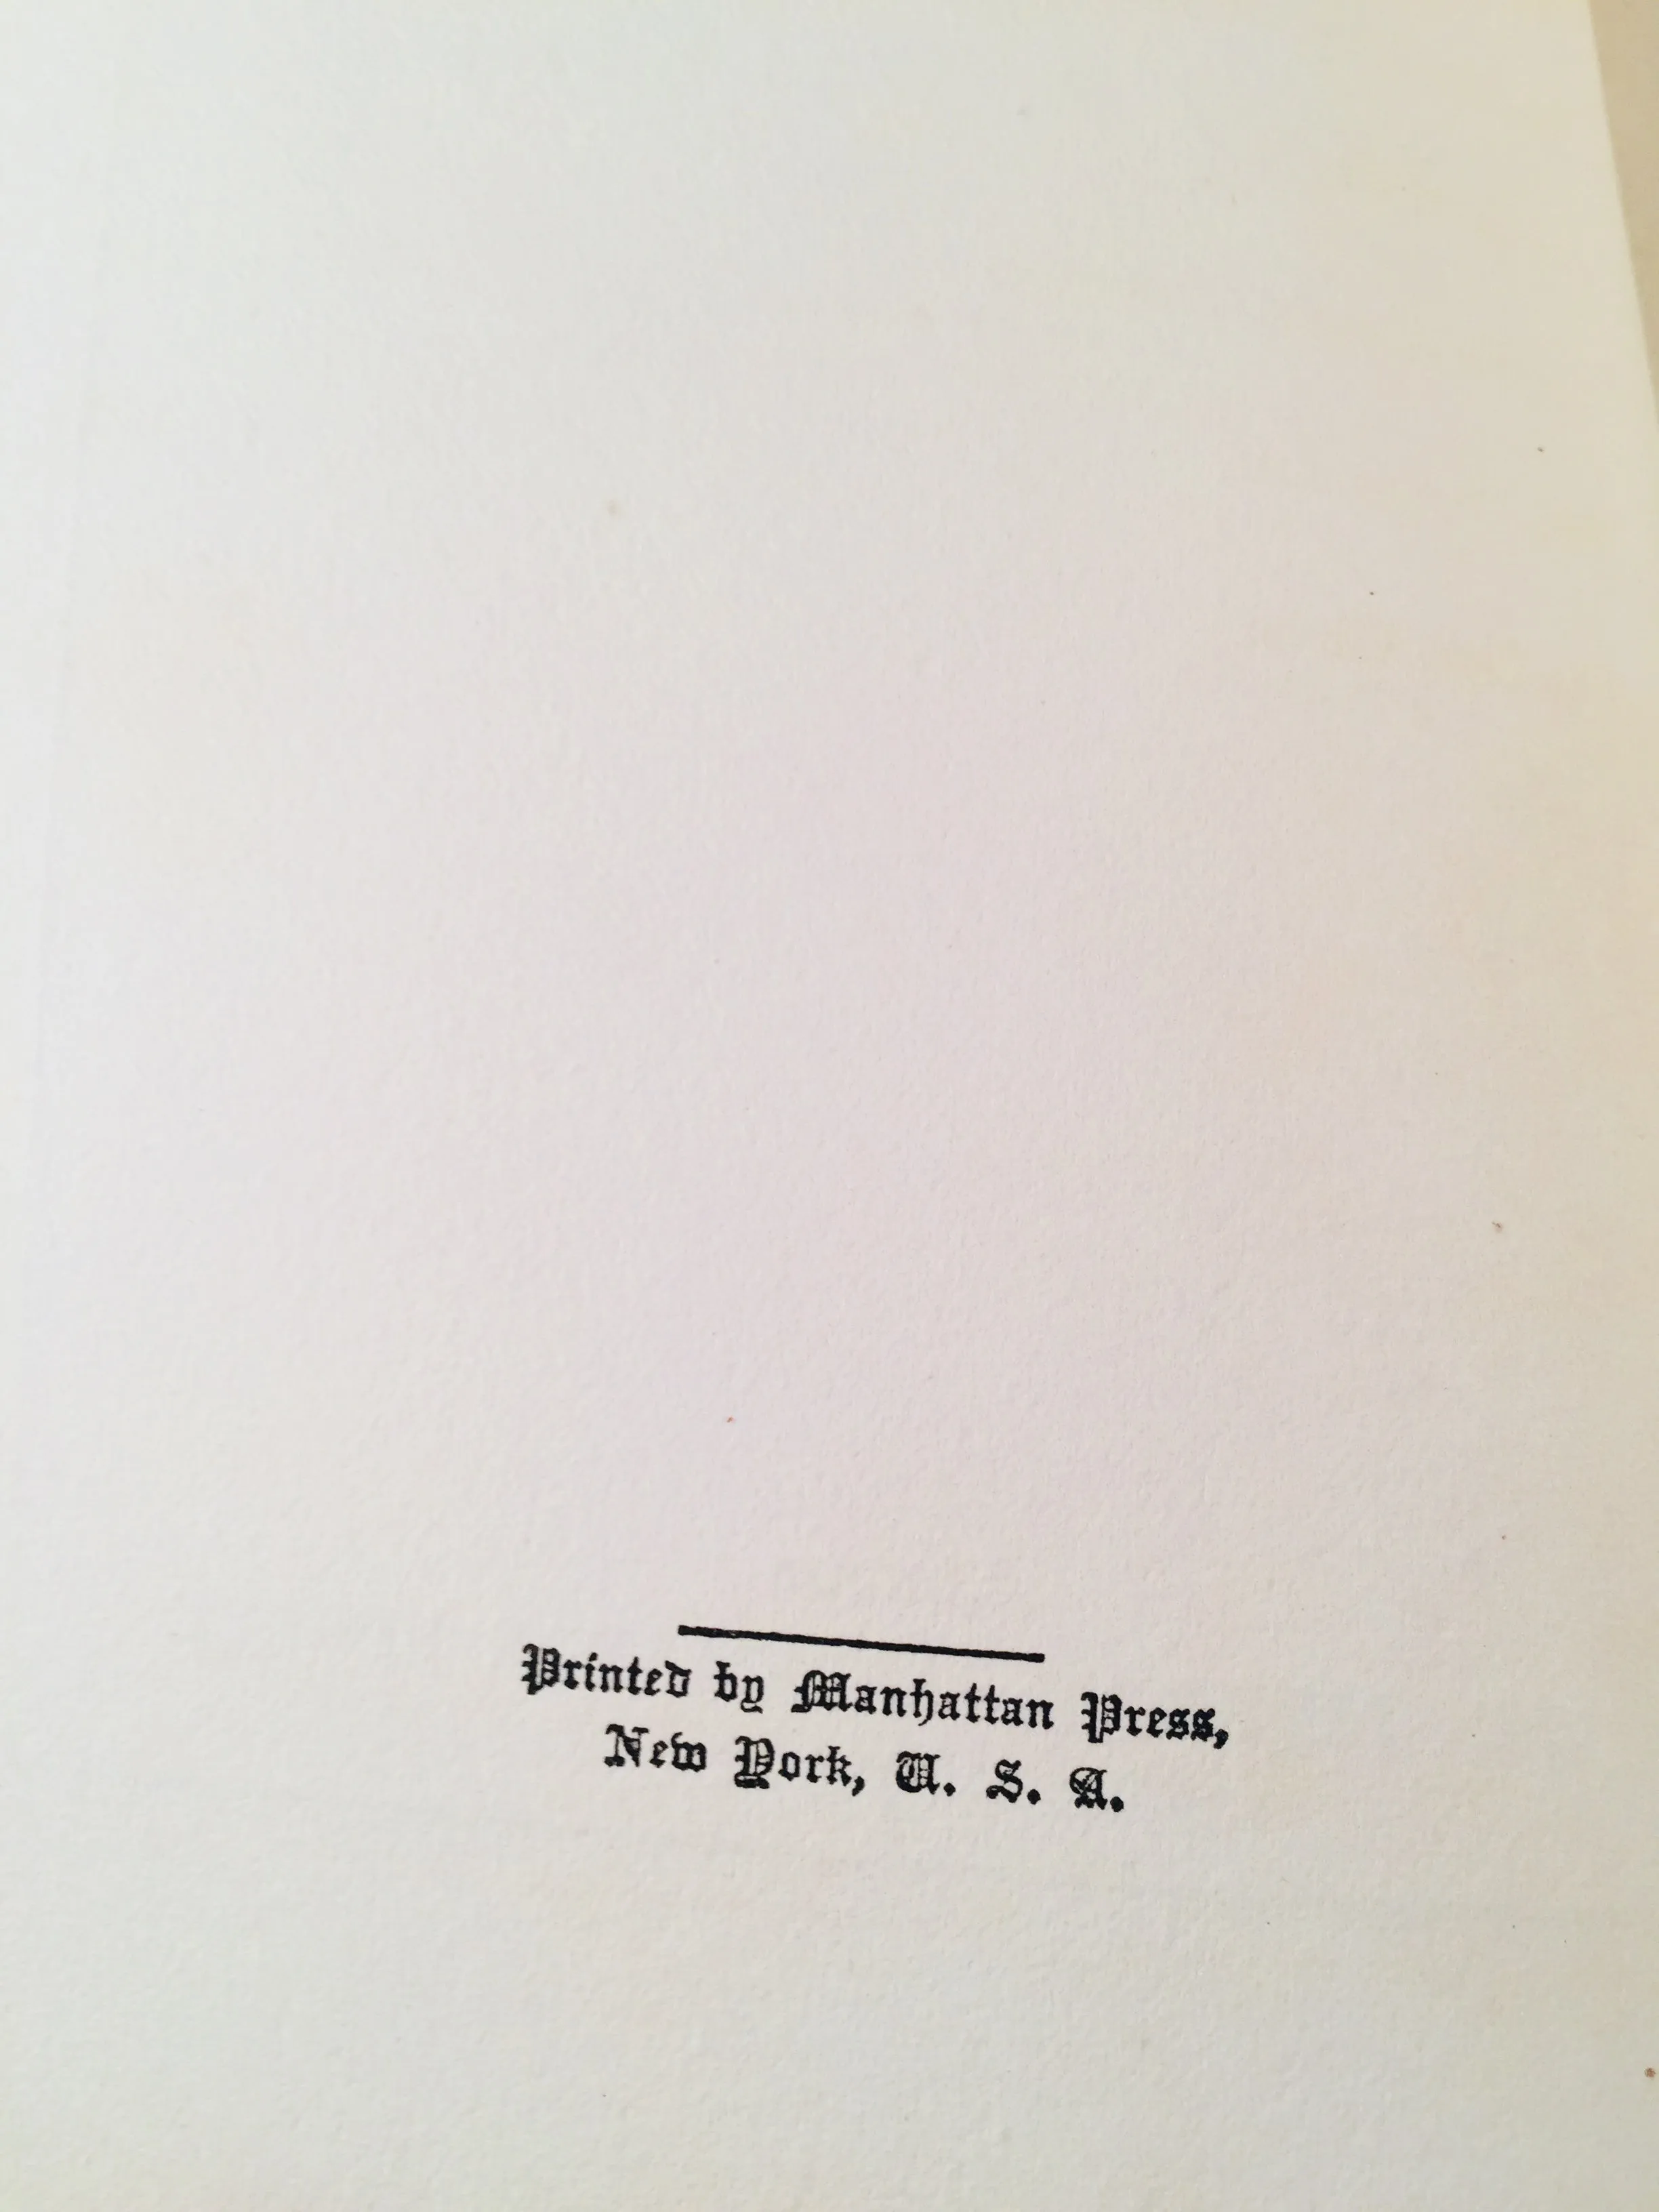 Printed by Manhattan Press,
New York, U. S. A.